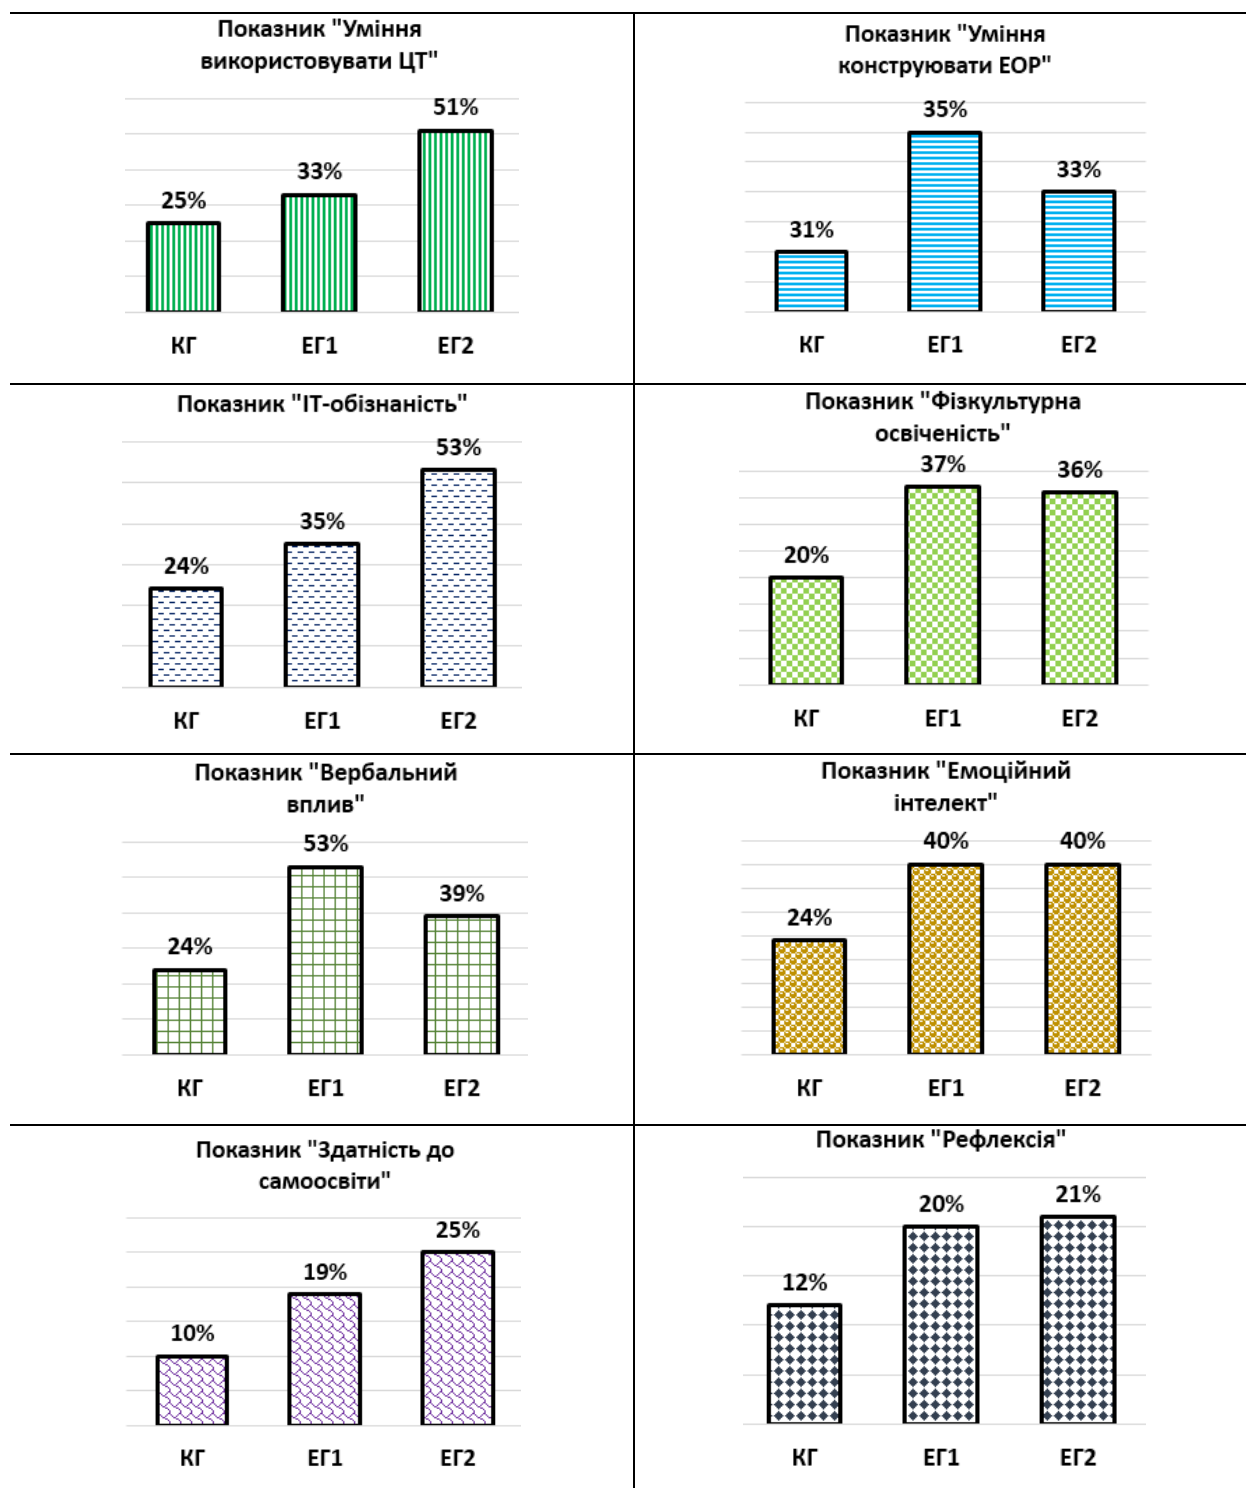 Показник "Уміння
використовувати ЦТ"
51%
33%
25%
КГ ЕГ1 ЕГ2
Показник "Уміння
конструювати ЕОР"
35%
33%
31%
КГ ЕГ1 ЕГ2
Показник "ІТ-обізнаність"
53%
35%
24%
КГ ЕГ1 ЕГ2
Показник "Фізкультурна
освіченість"
37%
36%
20%
КГ ЕГ1 ЕГ2
Показник "Вербальний
вплив"
53%
39%
24%
КГ ЕГ1 ЕГ2
Показник "Емоційний
інтелект"
40% 40%
24%
КГ ЕГ1 ЕГ2
Показник "Здатність до
самоосвіти"
25%
19%
10%
КГ ЕГ1 ЕГ2
Показник "Рефлексія"
21%
20%
12%
КГ ЕГ1 ЕГ2